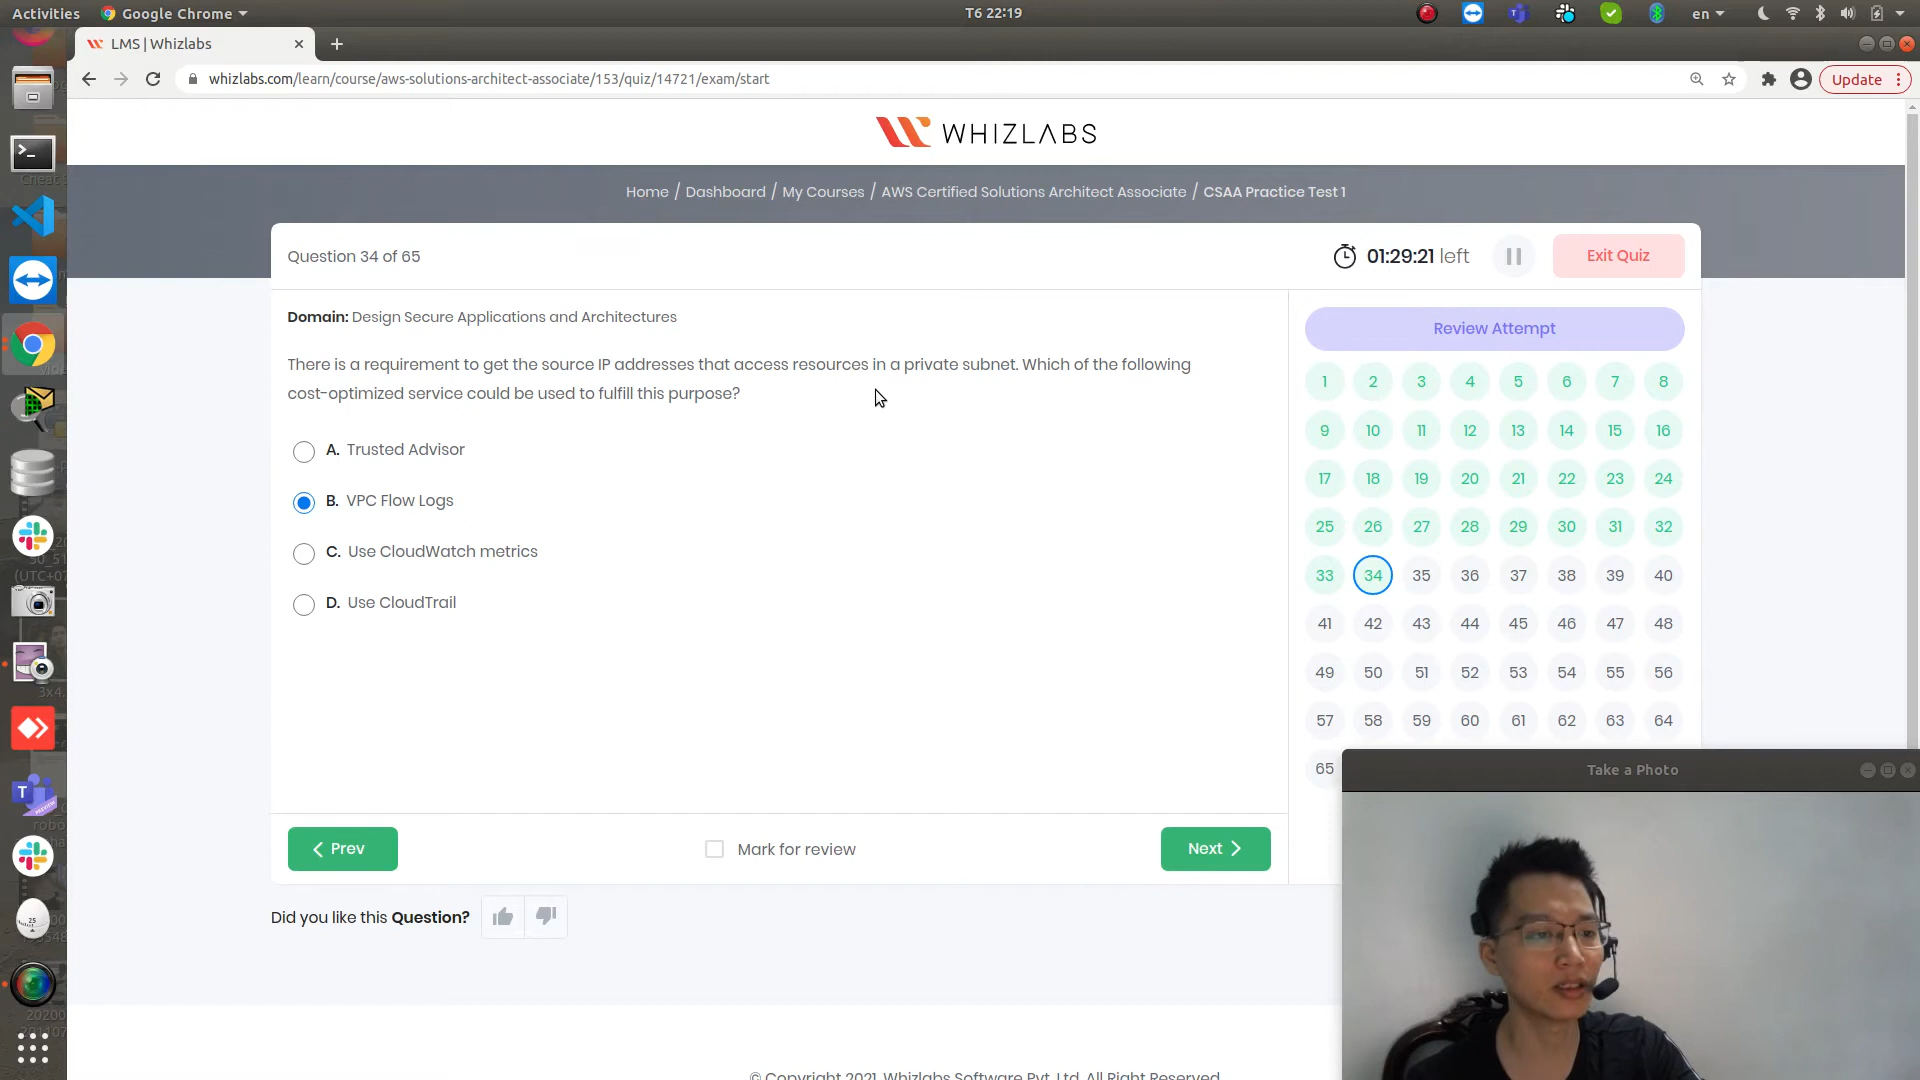 Activities
Google Chrome
T6 22:19
en
LMS | Whizlabs
whizlabs.com/learn/course/aws-solutions-architect-associate/153/quiz/14721/exam/start
Update
WHIZLABS
Home / Dashboard / My Courses / AWS Certified Solutions Architect Associate / CSAA Practice Test 1
Question 34 of 65
01:29:21 left
Exit Quiz
Domain: Design Secure Applications and Architectures
There is a requirement to get the source IP addresses that access resources in a private subnet. Which of the following
cost-optimized service could be used to fulfill this purpose?
A. Trusted Advisor
B. VPC Flow Logs
C. Use CloudWatch metrics
D. Use CloudTrail
Review Attempt
1 2 3 4 5 6 7 8
9 10 11 12 13 14 15 16
17 18 19 20 21 22 23 24
25 26 27 28 29 30 31 32
33 34 35 36 37 38 39 40
41 42 43 44 45 46 47 48
49 50 51 52 53 54 55 56
57 58 59 60 61 62 63 64
65
Prev
Mark for review
Next
Did you like this Question?
Take a Photo
© Copyright 2021. Whizlabs Software Pvt. Ltd. All Right Reserved